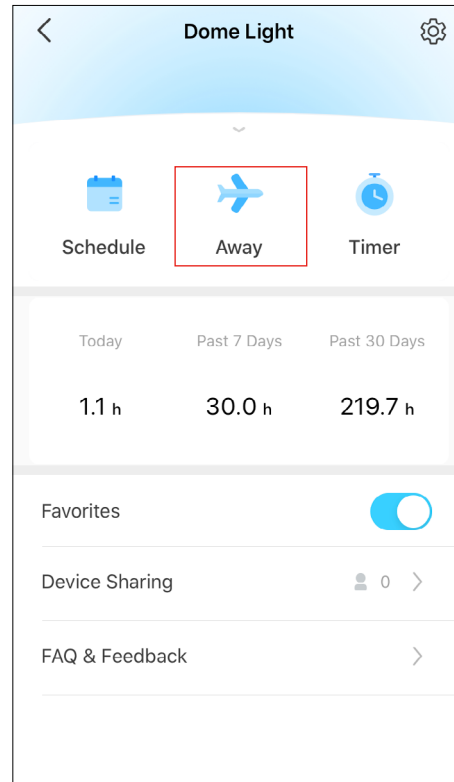 Dome Light
Schedule Away Timer
Today Past 7 Days Past 30 Days
1.1 h 30.0 h 219.7 h
Favorites
Device Sharing 0
FAQ & Feedback